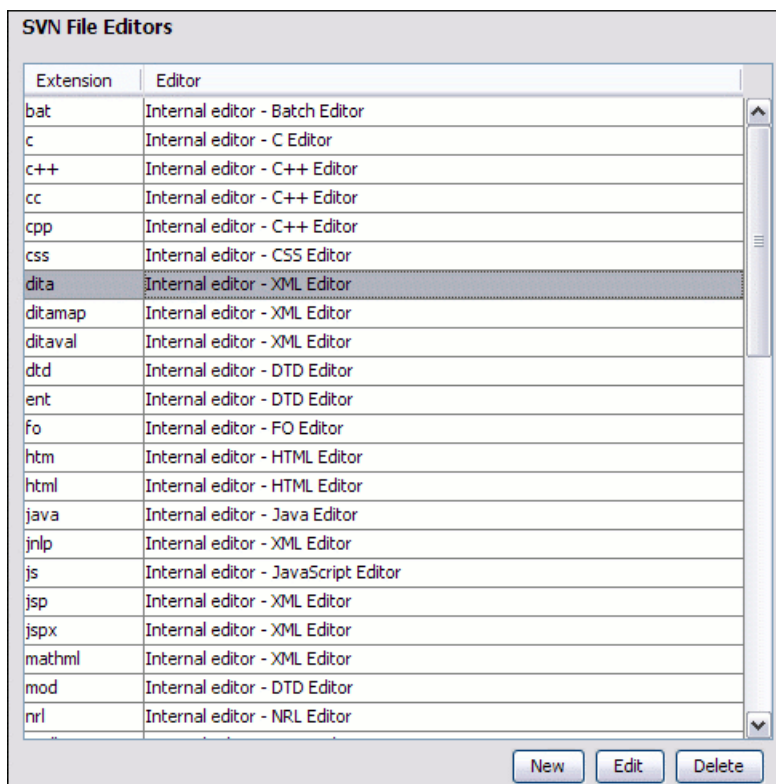 SVN File Editors
Extension Editor
bat Internal editor - Batch Editor
c Internal editor - C Editor
c++ Internal editor - C++ Editor
cc Internal editor - C++ Editor
cpp Internal editor - C++ Editor
css Internal editor - CSS Editor
dita Internal editor - XML Editor
ditamap Internal editor - XML Editor
ditaval Internal editor - XML Editor
dtd Internal editor - DTD Editor
ent Internal editor - DTD Editor
fo Internal editor - FO Editor
htm Internal editor - HTML Editor
html Internal editor - HTML Editor
java Internal editor - Java Editor
jnlp Internal editor - XML Editor
js Internal editor - JavaScript Editor
jsp Internal editor - XML Editor
jspx Internal editor - XML Editor
mathml Internal editor - XML Editor
mod Internal editor - DTD Editor
nrl Internal editor - NRL Editor
New Edit Delete